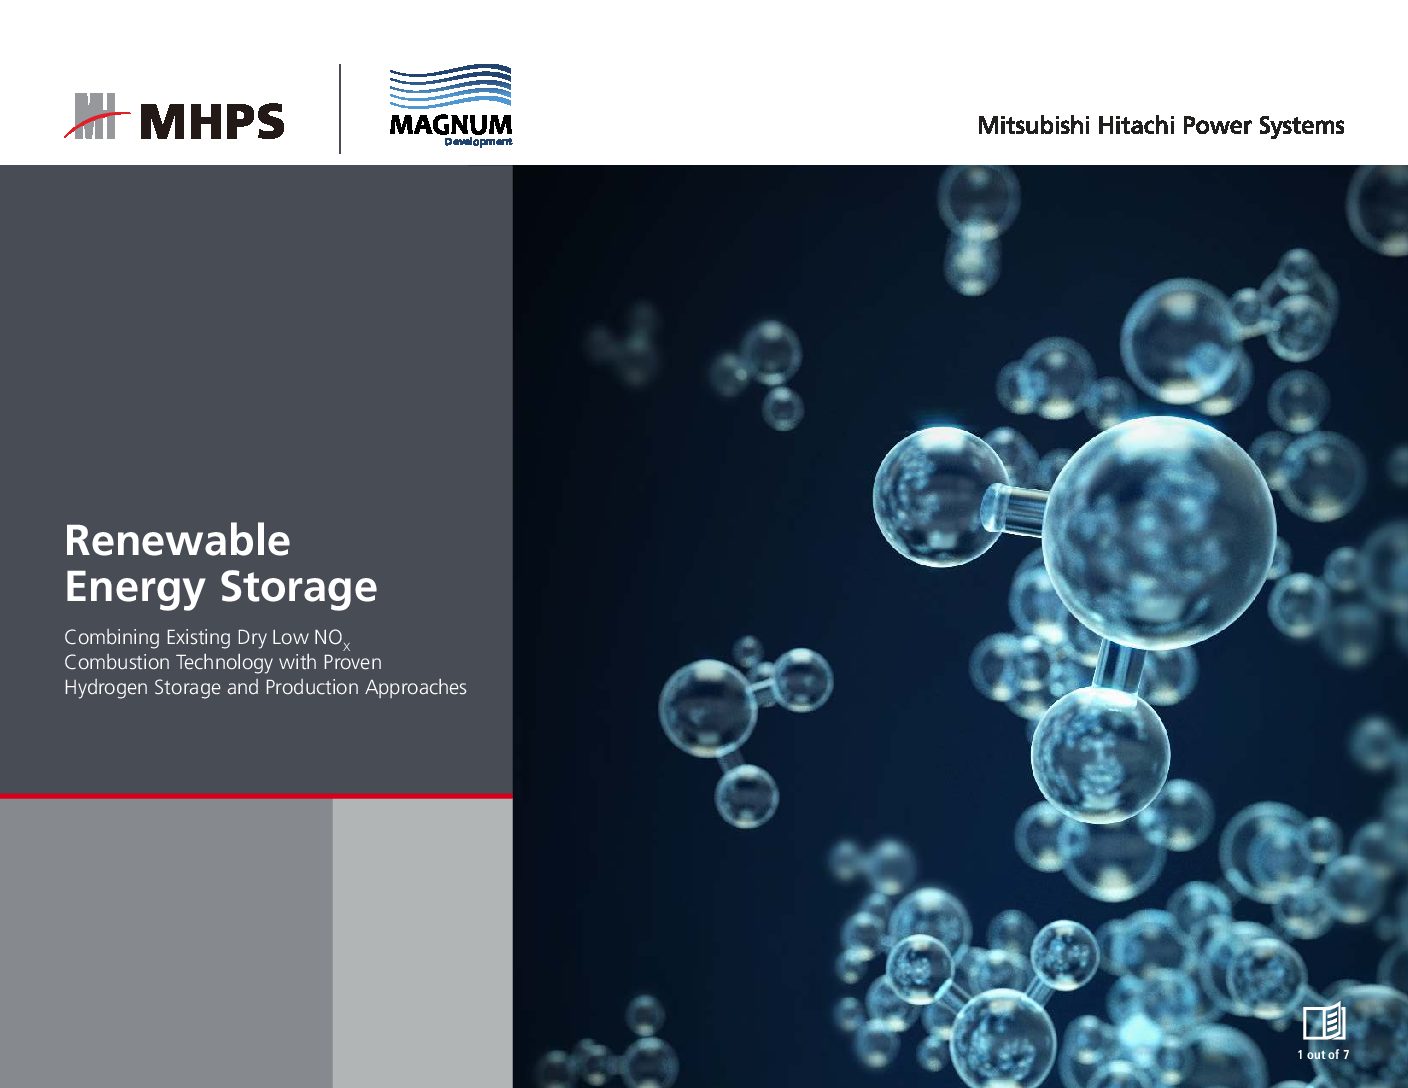 MHPS
MAGNUM
Development
Mitsubishi Hitachi Power Systems
Renewable
Energy Storage
Combining Existing Dry Low NOx
Combustion Technology with Proven
Hydrogen Storage and Production Approaches
1 out of 7